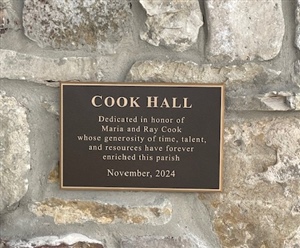 COOK HALL
Dedicated in honor of
Maria and Ray Cook
whose generosity of time, talent,
and resources have forever
enriched this parish
November, 2024